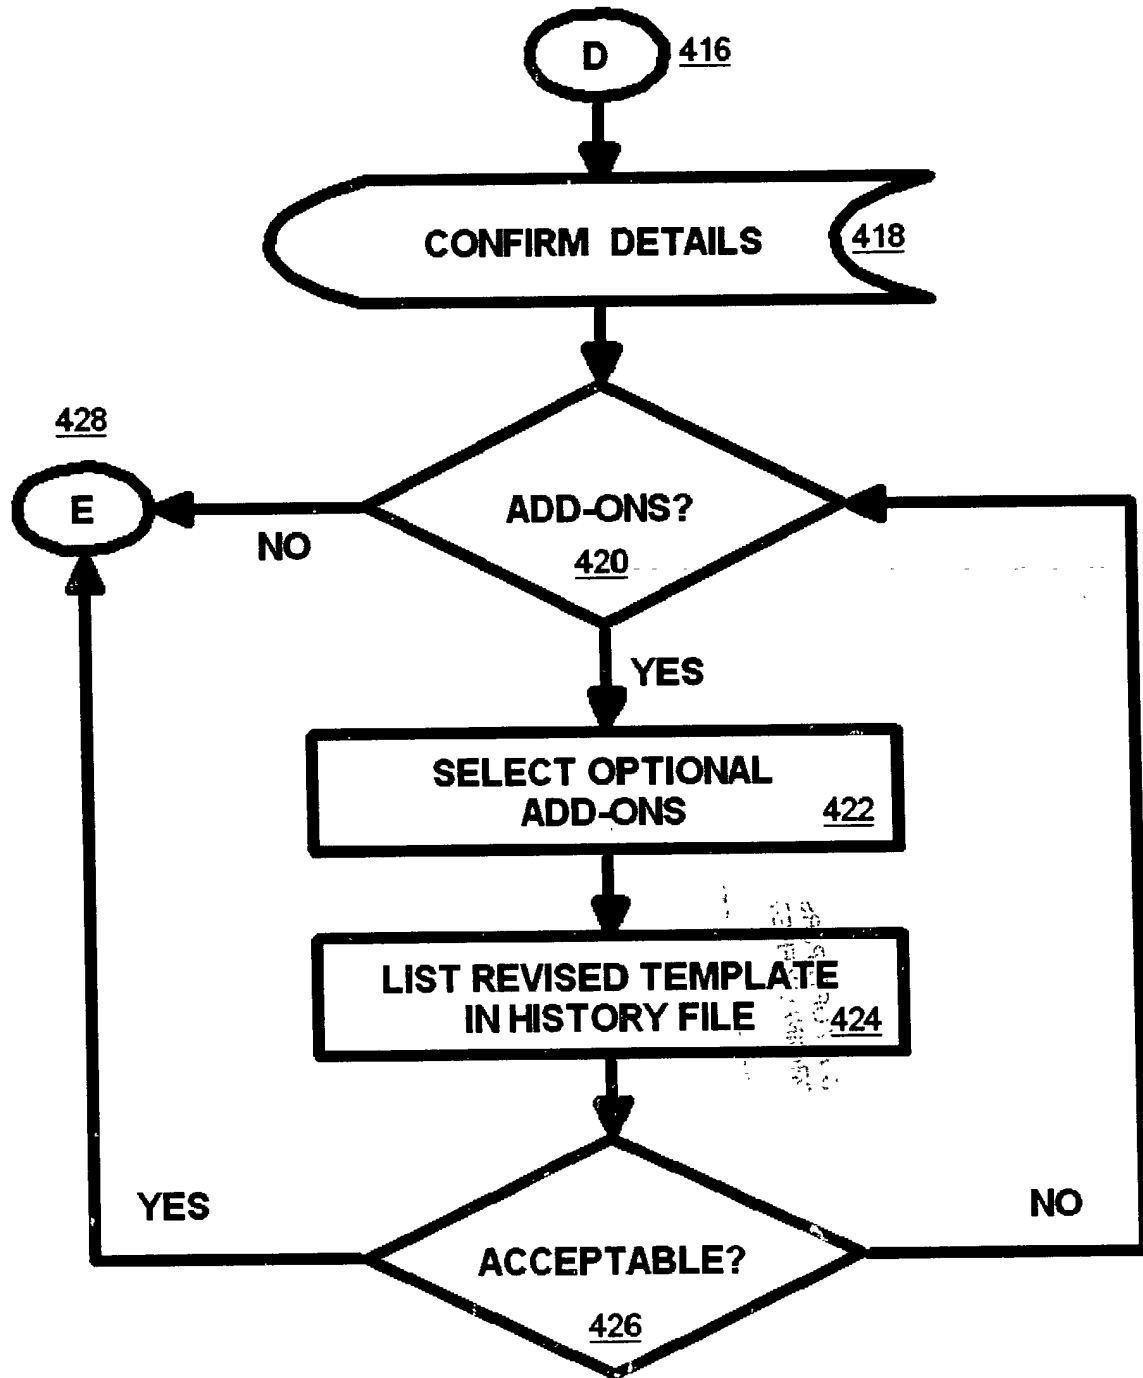 D
416
CONFIRM DETAILS
418
428
E
NO
ADD-ONS?
420
YES
SELECT OPTIONAL
ADD-ONS
422
LIST REVISED TEMPLATE
IN HISTORY FILE
424
YES
NO
ACCEPTABLE?
426